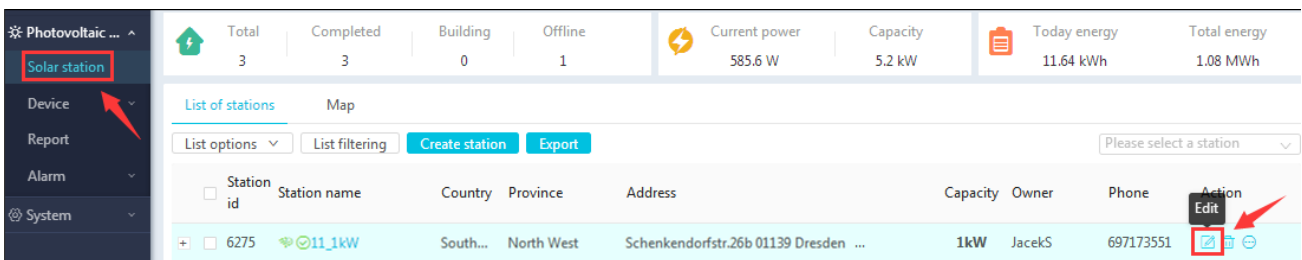 Photovoltaic ...
Solar station
Device
Report
Alarm
System
Total Completed Building Offline
3 3 0 1
Current power Capacity
585.6 W 5.2 kW
Today energy Total energy
11.64 kWh 1.08 MWh
List of stations Map
List options List filtering Create station Export
Please select a station
Station id Station name Country Province Address Capacity Owner Phone Action
Edit
6275 11_1kW South... North West Schenkendorfstr.26b 01139 Dresden ... 1kW JacekS 697173551